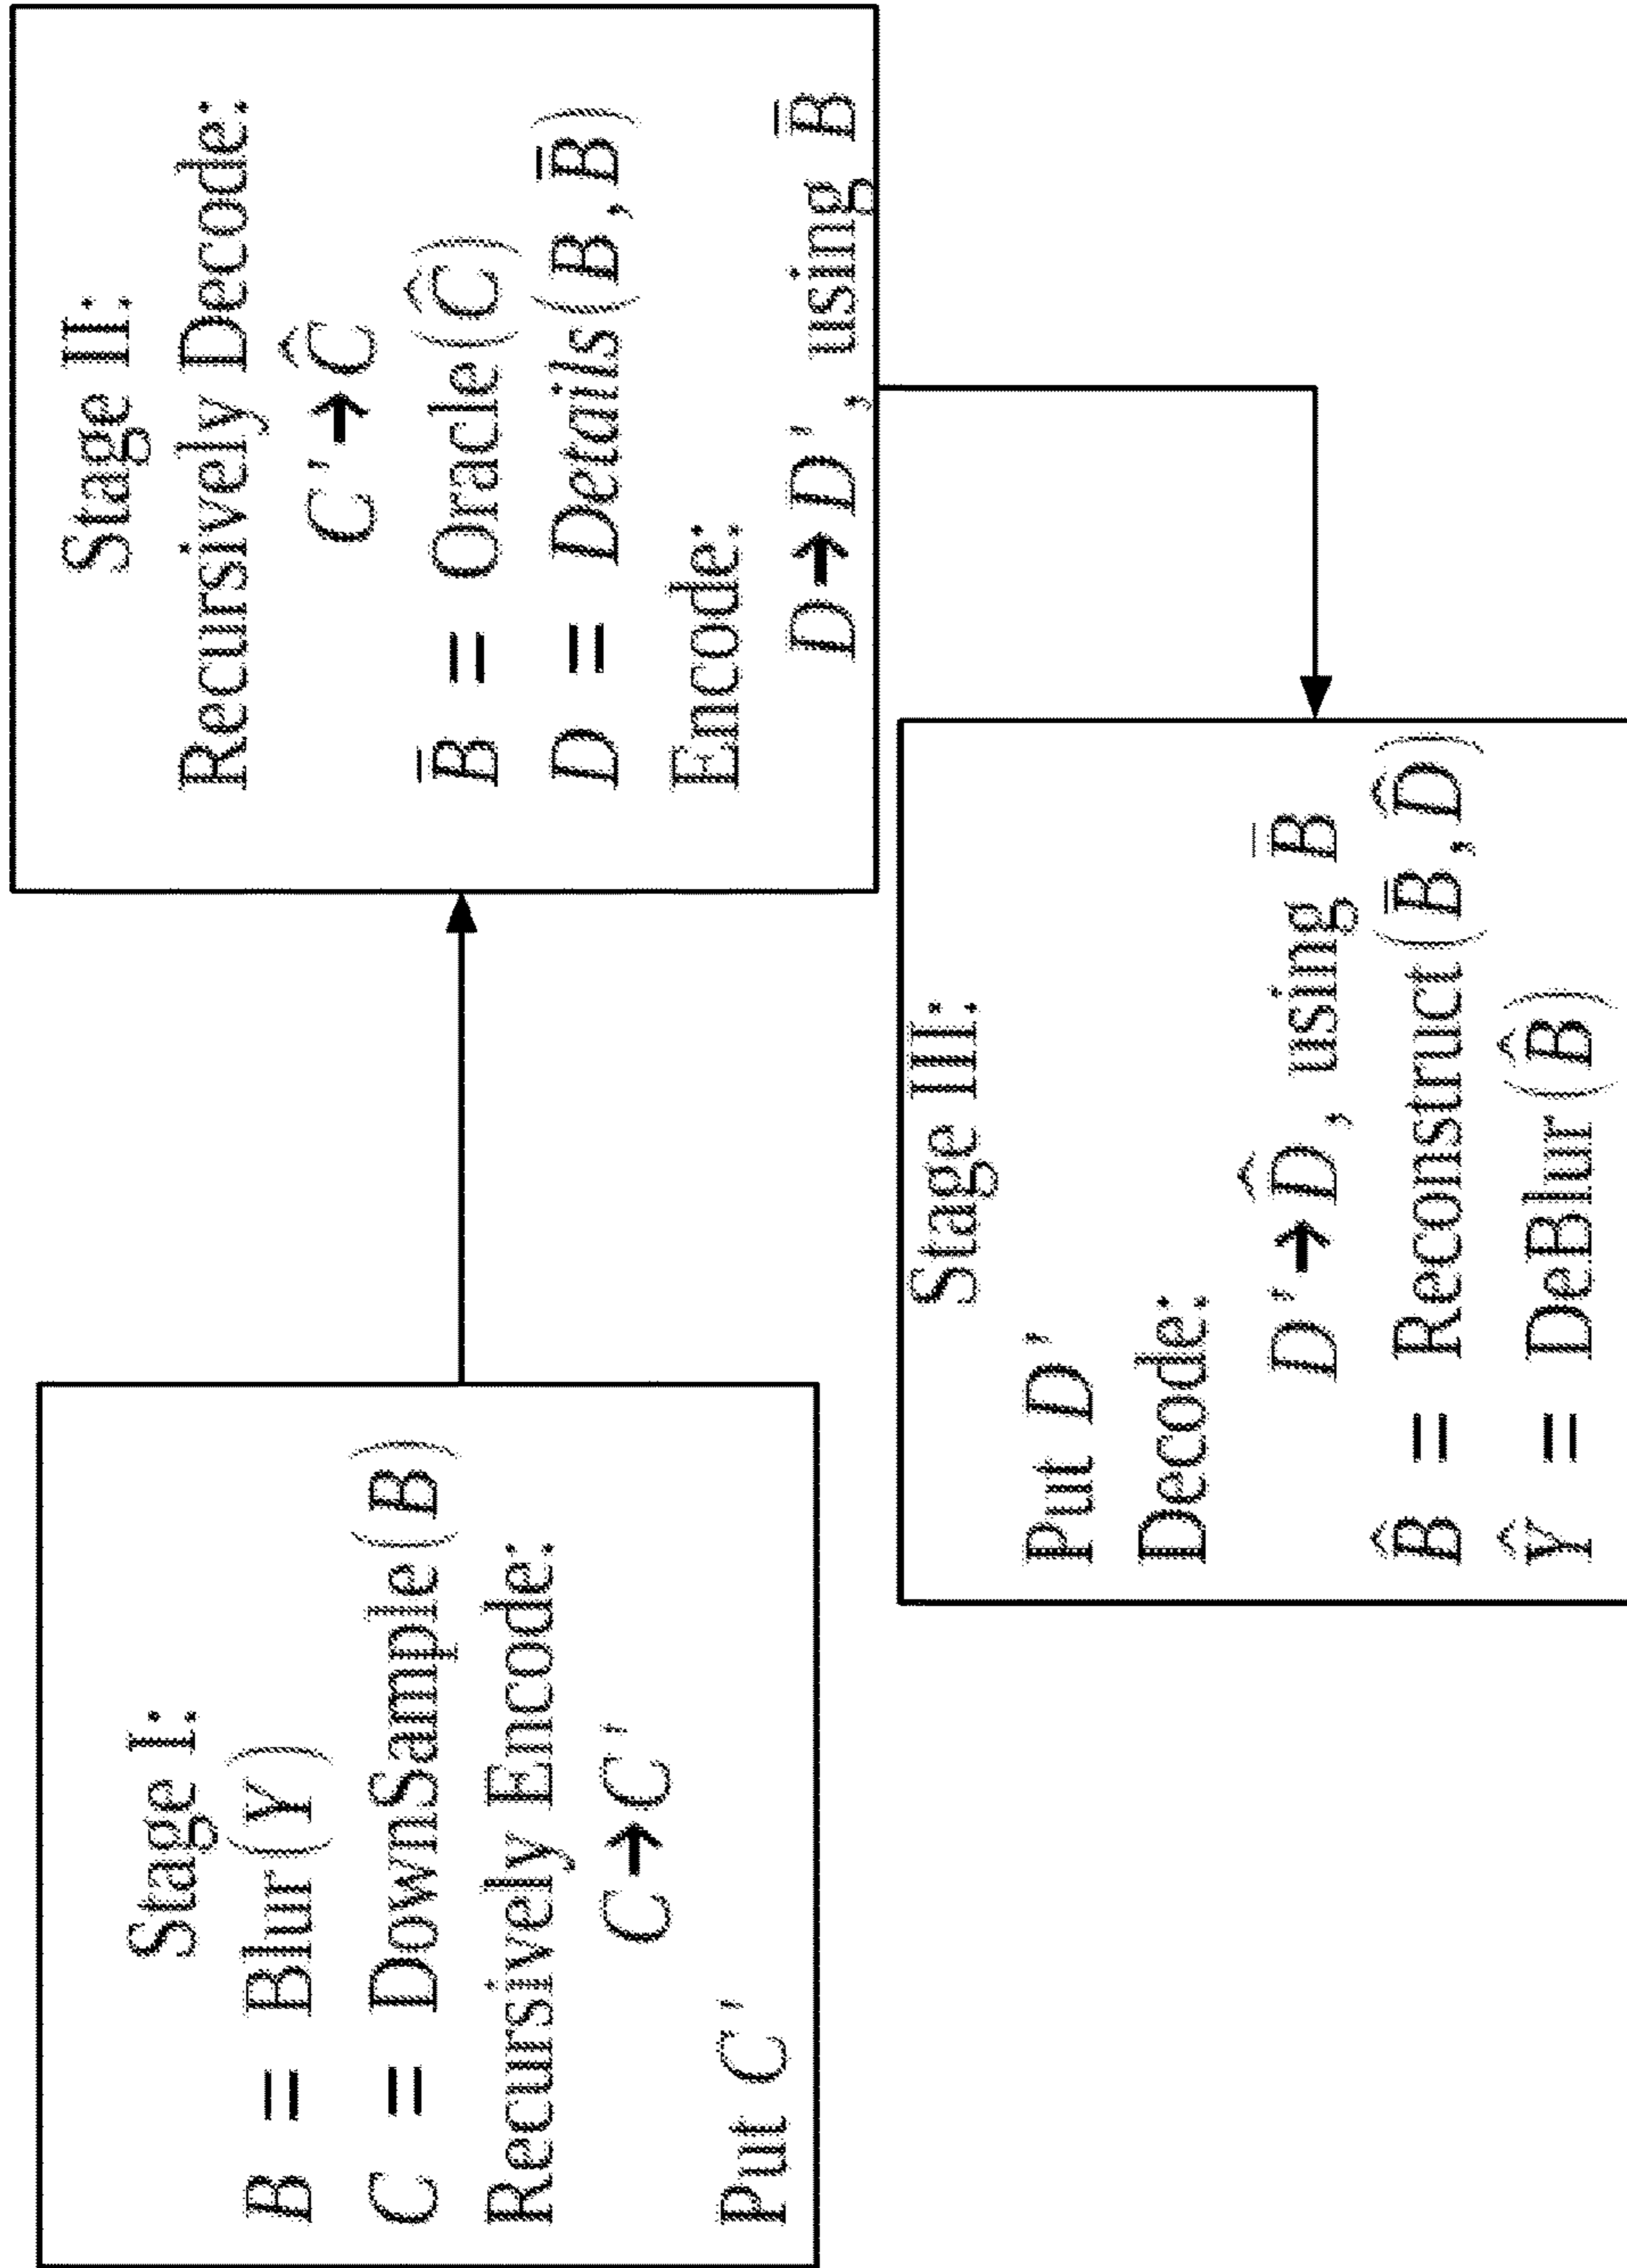 Stage I:
B = Blur(Y)
C = DownSample(B)
Recursively Encode:
C→C'
Put C'
Stage II:
Recursively Decode:
C'→Ĉ
B̄ = Oracle(Ĉ)
D = Details(B,B̄)
Encode:
D→D', using B̄
Stage III:
Put D'
Decode:
D'→D̂, using B̄
B̂ = Reconstruct(B̄,D̂)
Ŷ = DeBlur(B̂)